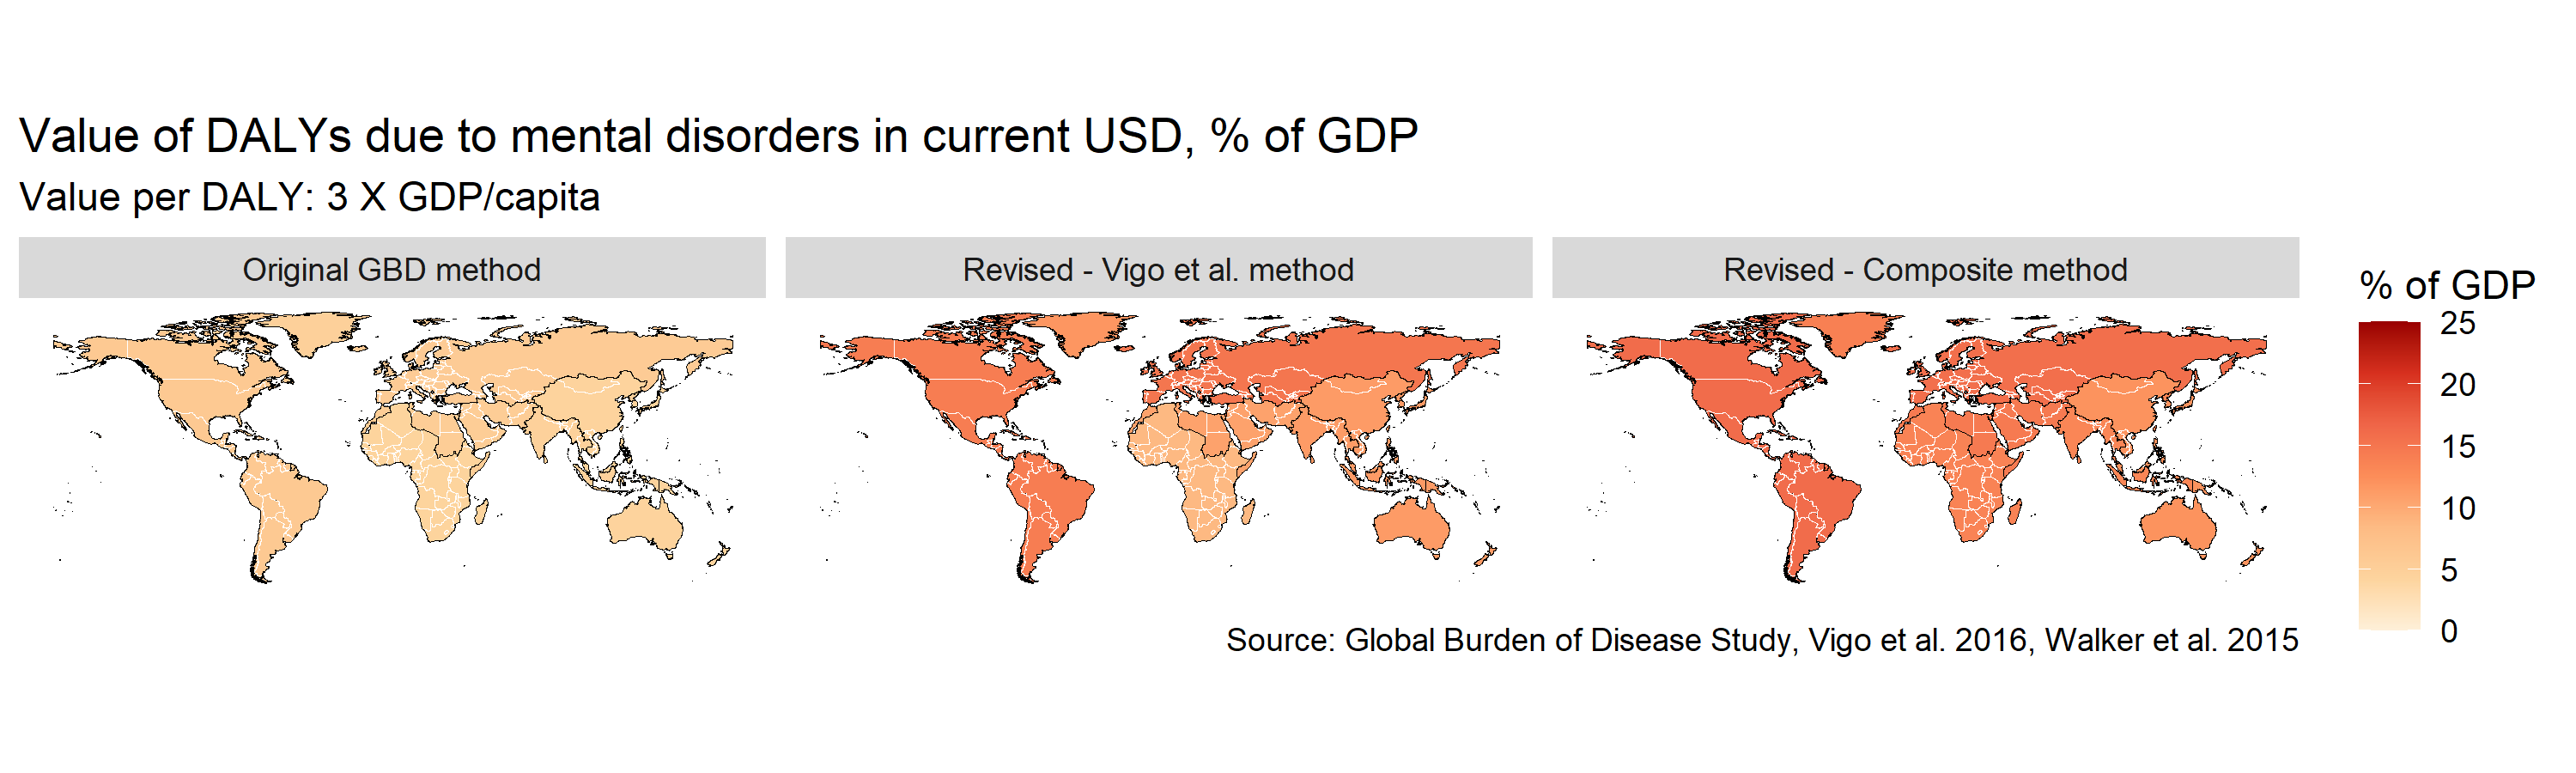 Value of DALYs due to mental disorders in current USD, % of GDP
Value per DALY: 3 X GDP/capita
Original GBD method
Revised - Vigo et al. method
Revised - Composite method
% of GDP
25
20
15
10
5
0
Source: Global Burden of Disease Study, Vigo et al. 2016, Walker et al. 2015